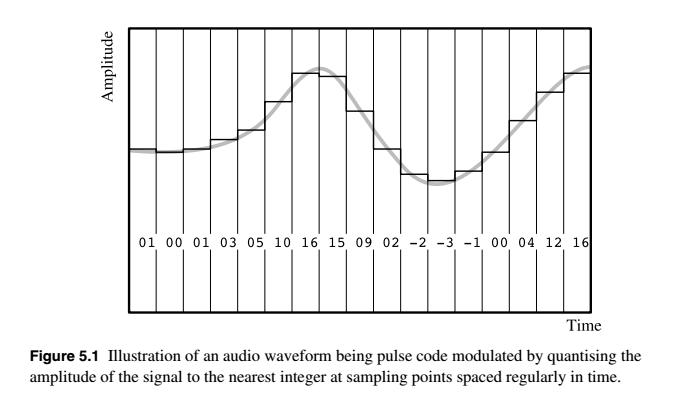 Amplitude
01 00 01 03 05 10 16 15 09 02 −2 −3 −1 00 04 12 16
Time
Figure 5.1 Illustration of an audio waveform being pulse code modulated by quantising the
amplitude of the signal to the nearest integer at sampling points spaced regularly in time.